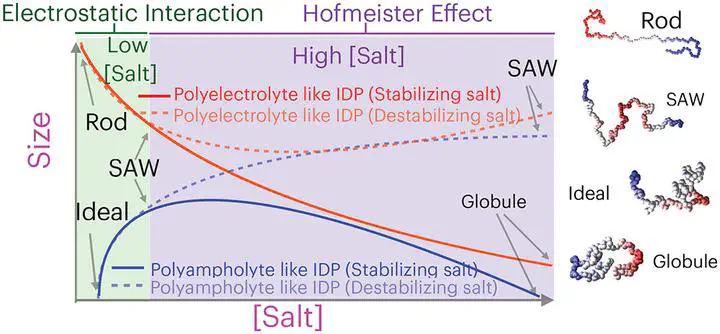 Electrostatic Interaction
Hofmeister Effect
Low
[Salt]
High [Salt]
Polyelectrolyte like IDP (Stabilizing salt)
Polyelectrolyte like IDP (Destabilizing salt)
SAW
Rod
SAW
Ideal
Size
Globule
Polyampholyte like IDP (Stabilizing salt)
Polyampholyte like IDP (Destabilizing salt)
[Salt]
Rod
SAW
Ideal
Globule